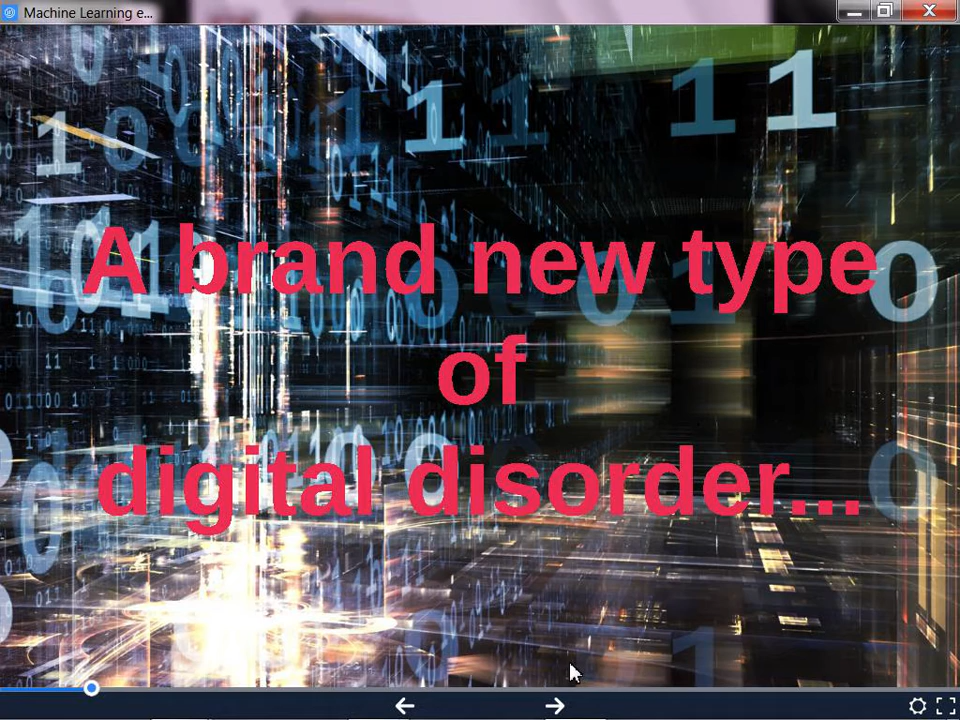 Machine Learning e...
A brand new type
of
digital disorder...